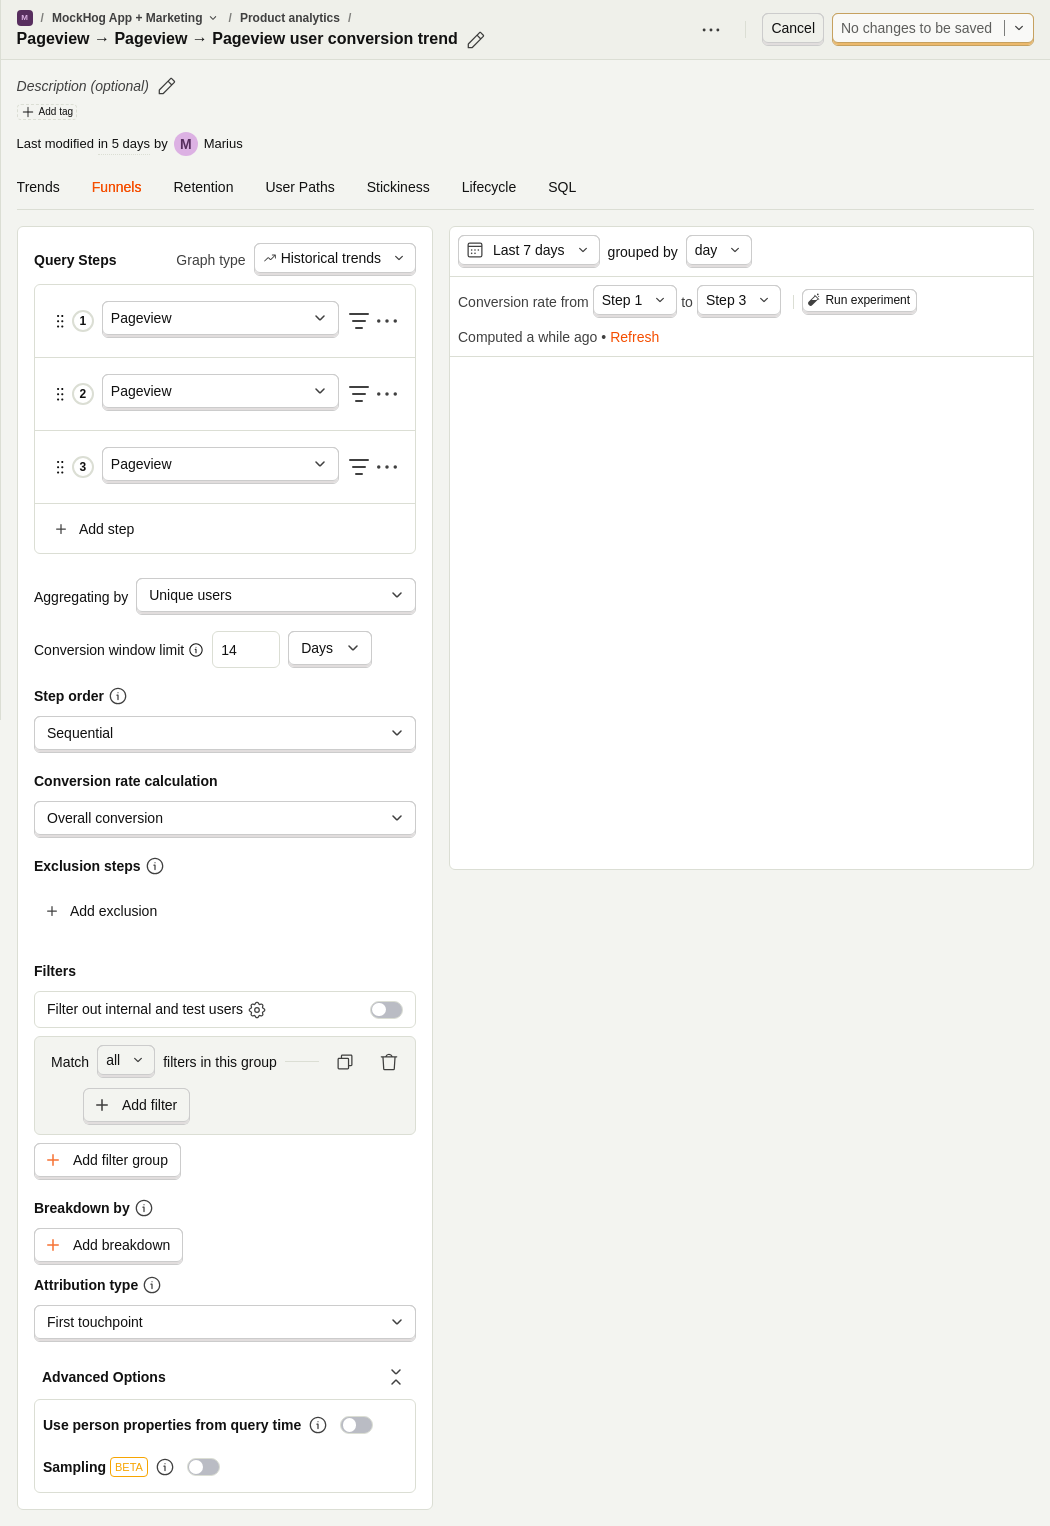 M / MockHog App + Marketing / Product analytics /
Pageview → Pageview → Pageview user conversion trend
Cancel
No changes to be saved
Description (optional)
Add tag
Last modified in 5 days by M Marius
Trends Funnels Retention User Paths Stickiness Lifecycle SQL
Query Steps
Graph type Historical trends
1 Pageview
2 Pageview
3 Pageview
Add step
Aggregating by Unique users
Conversion window limit 14 Days
Step order
Sequential
Conversion rate calculation
Overall conversion
Exclusion steps
Add exclusion
Filters
Filter out internal and test users
Match all filters in this group
Add filter
Add filter group
Breakdown by
Add breakdown
Attribution type
First touchpoint
Advanced Options
Use person properties from query time
Sampling BETA
Last 7 days grouped by day
Conversion rate from Step 1 to Step 3 Run experiment
Computed a while ago • Refresh